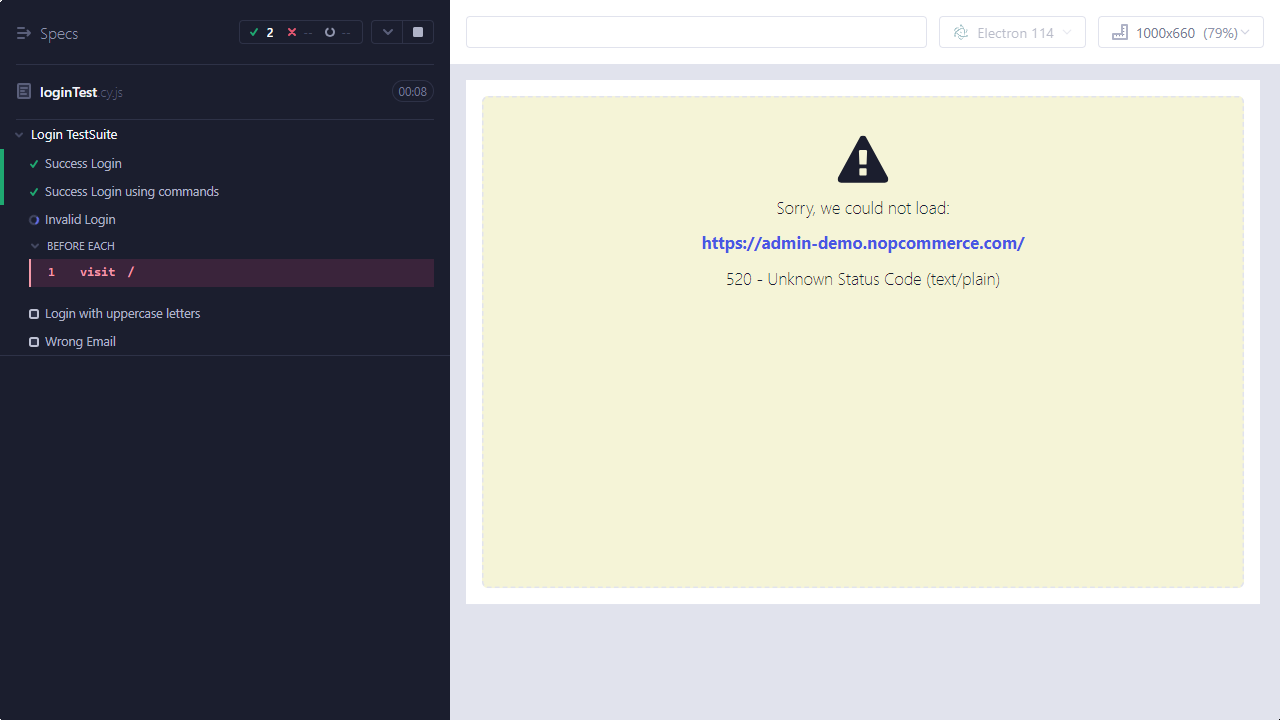 Specs
2 -- --
loginTest.cy.js 00:08
Login TestSuite
Success Login
Success Login using commands
Invalid Login
BEFORE EACH
1 visit /
Login with uppercase letters
Wrong Email
Electron 114
1000x660 (79%)
Sorry, we could not load:
https://admin-demo.nopcommerce.com/
520 - Unknown Status Code (text/plain)